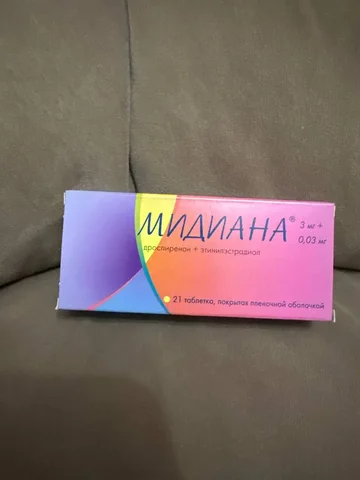 МИДИАНА® 3 мг +
0,03 мг
дроспиренон + этинилэстрадиол
21 таблетка, покрытая пленочной оболочкой